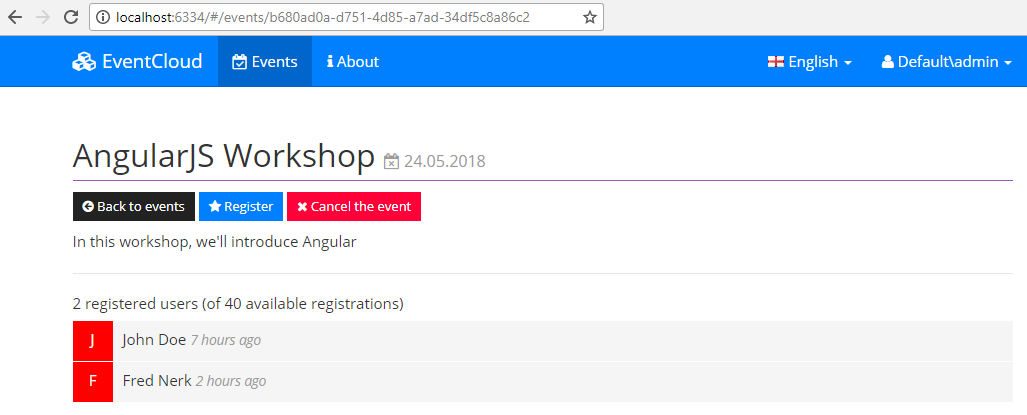 localhost:6334/#/events/b680ad0a-d751-4d85-a7ad-34df5c8a86c2
EventCloud Events About English Default\admin
AngularJS Workshop 24.05.2018
Back to events Register Cancel the event
In this workshop, we'll introduce Angular
2 registered users (of 40 available registrations)
J John Doe 7 hours ago
F Fred Nerk 2 hours ago